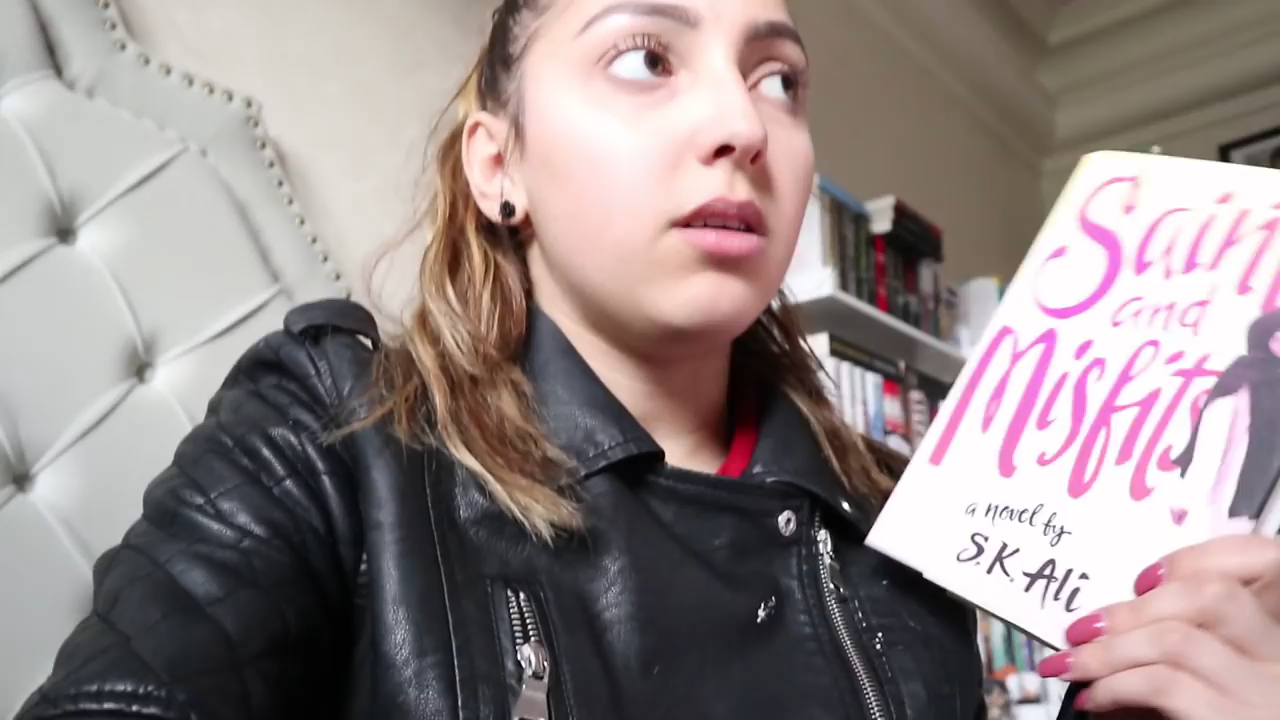 Sain
and
Misfits
a novel by
S.K. Ali